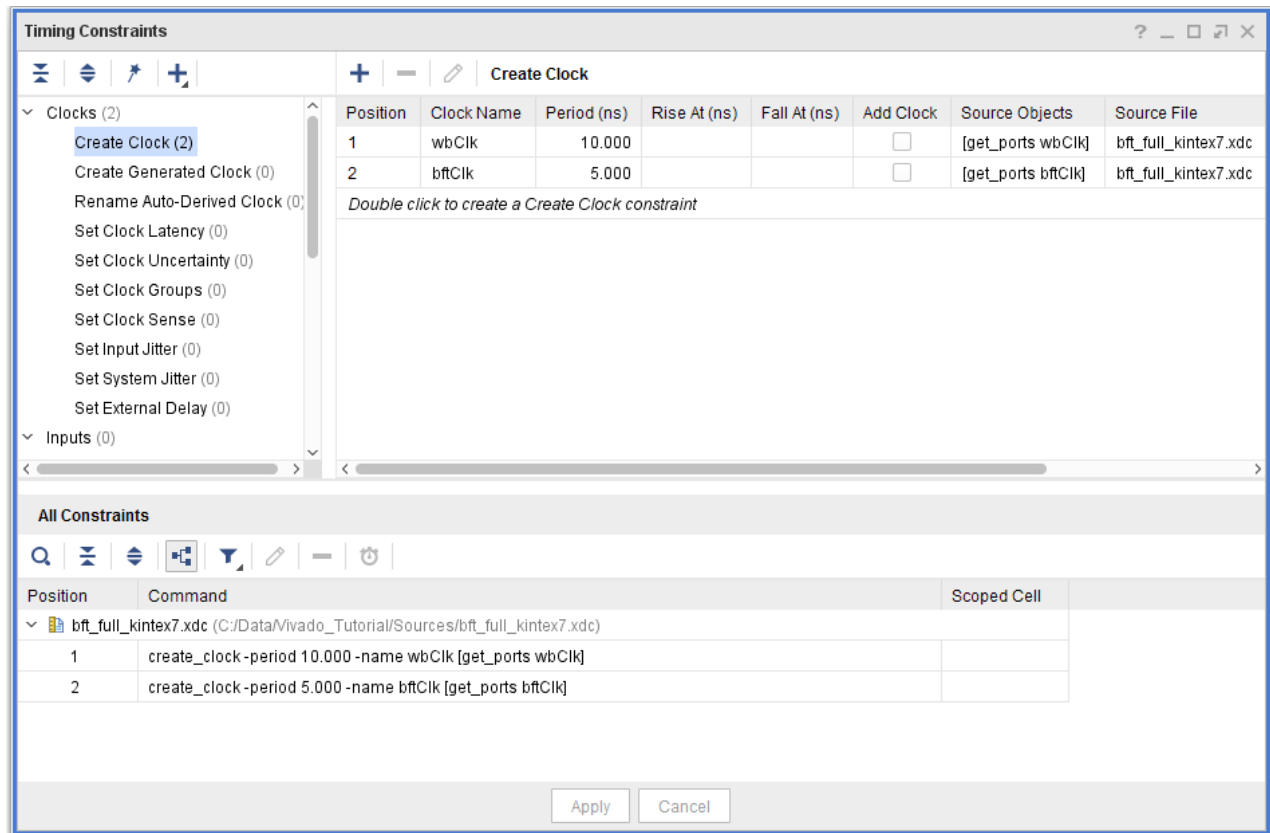 Timing Constraints
Create Clock
Clocks (2)
Create Clock (2)
Create Generated Clock (0)
Rename Auto-Derived Clock (0)
Set Clock Latency (0)
Set Clock Uncertainty (0)
Set Clock Groups (0)
Set Clock Sense (0)
Set Input Jitter (0)
Set System Jitter (0)
Set External Delay (0)
Inputs (0)
Position Clock Name Period (ns) Rise At (ns) Fall At (ns) Add Clock Source Objects Source File
1 wbClk 10.000 [get_ports wbClk] bft_full_kintex7.xdc
2 bftClk 5.000 [get_ports bftClk] bft_full_kintex7.xdc
Double click to create a Create Clock constraint
All Constraints
Position Command Scoped Cell
bft_full_kintex7.xdc (C:/Data/Vivado_Tutorial/Sources/bft_full_kintex7.xdc)
1 create_clock -period 10.000 -name wbClk [get_ports wbClk]
2 create_clock -period 5.000 -name bftClk [get_ports bftClk]
Apply Cancel